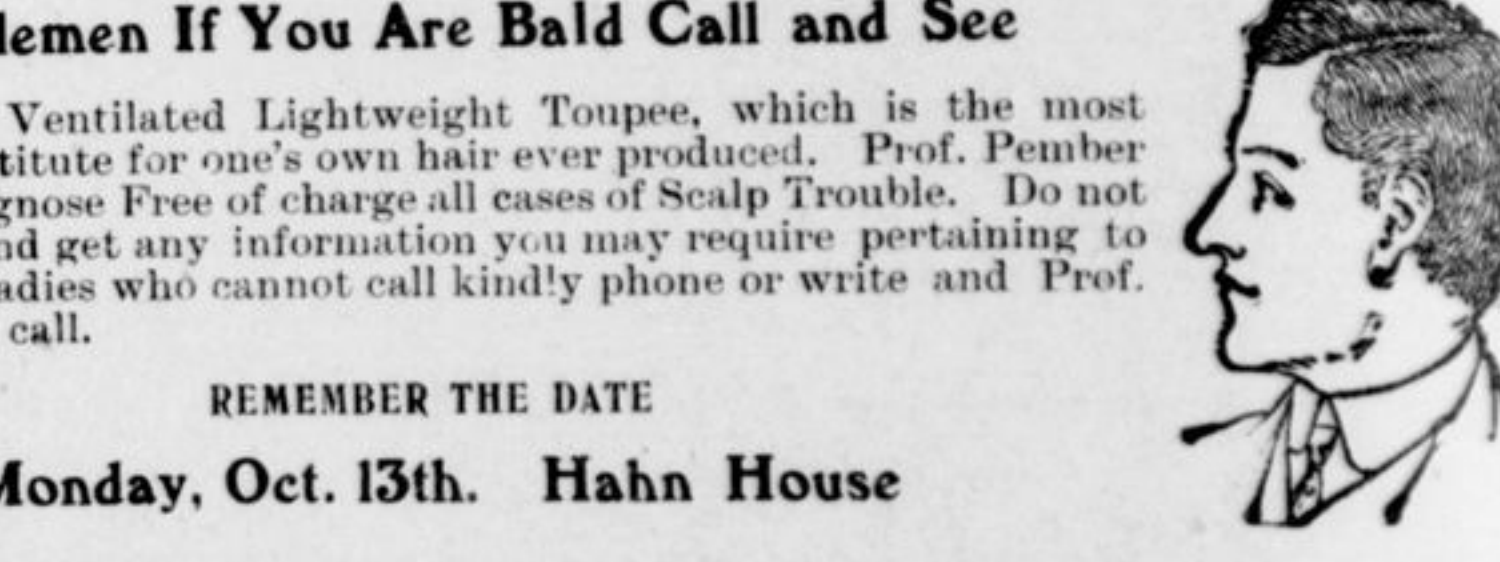 lemen If You Are Bald Call and See
Ventilated Lightweight Toupee, which is the most
titute for one's own hair ever produced. Prof. Pember
gnose Free of charge all cases of Scalp Trouble. Do not
nd get any information you may require pertaining to
adies who cannot call kindly phone or write and Prof.
call.
REMEMBER THE DATE
Monday, Oct. 13th. Hahn House